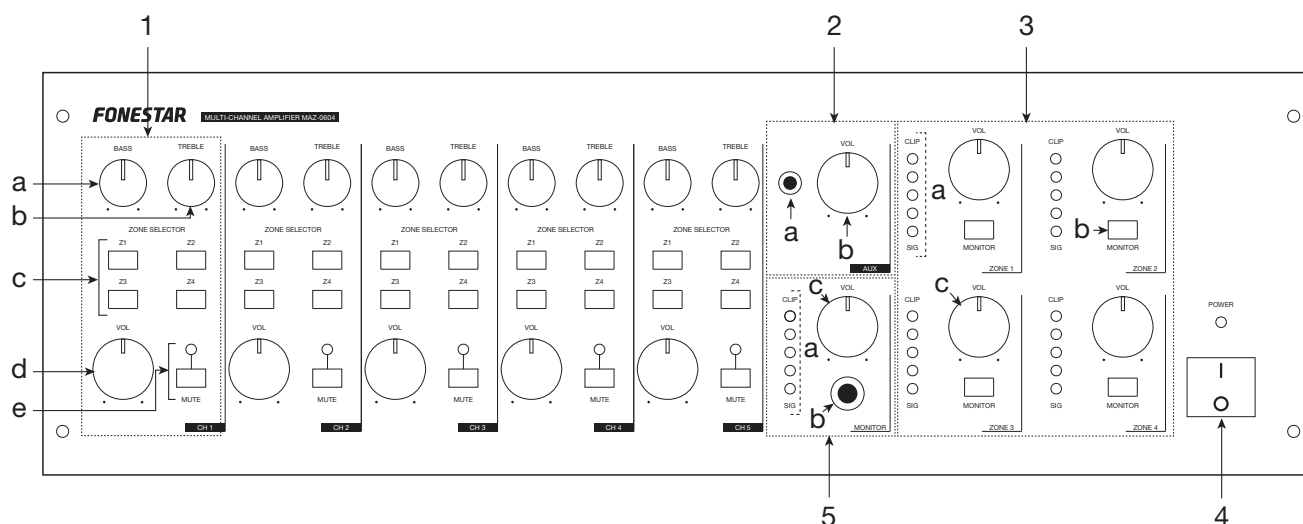 1 2 3
FONESTAR MULTI-CHANNEL AMPLIFIER MAZ-0604
BASS TREBLE BASS TREBLE BASS TREBLE BASS TREBLE BASS TREBLE
VOL CLIP VOL CLIP VOL
a a
b a b b
ZONE SELECTOR ZONE SELECTOR ZONE SELECTOR ZONE SELECTOR ZONE SELECTOR
SIG MONITOR SIG MONITOR
Z1 Z2 Z1 Z2 Z1 Z2 Z1 Z2 Z1 Z2
AUX ZONE 1 ZONE 2
c
Z3 Z4 Z3 Z4 Z3 Z4 Z3 Z4 Z3 Z4
c VOL c VOL VOL
CLIP CLIP CLIP
POWER
VOL VOL VOL VOL VOL
a
d
e
MUTE MUTE MUTE MUTE MUTE
SIG b SIG MONITOR SIG MONITOR
CH 1 CH 2 CH 3 CH 4 CH 5 MONITOR ZONE 3 ZONE 4
5 4